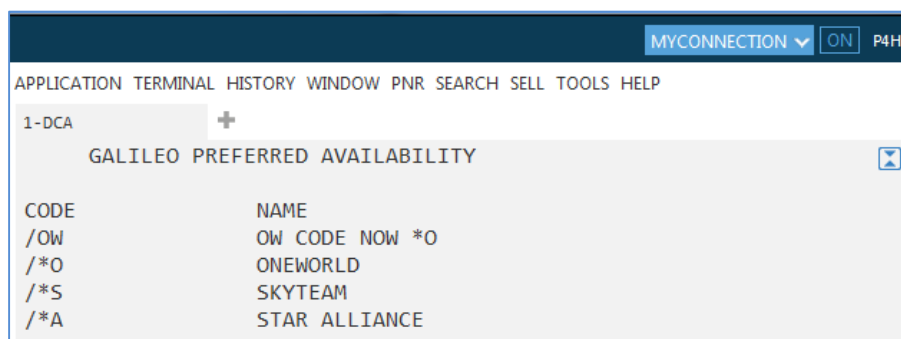 MYCONNECTION ON P4H
APPLICATION TERMINAL HISTORY WINDOW PNR SEARCH SELL TOOLS HELP
1-DCA
GALILEO PREFERRED AVAILABILITY
CODE NAME
/OW OW CODE NOW *O
/*O ONEWORLD
/*S SKYTEAM
/*A STAR ALLIANCE